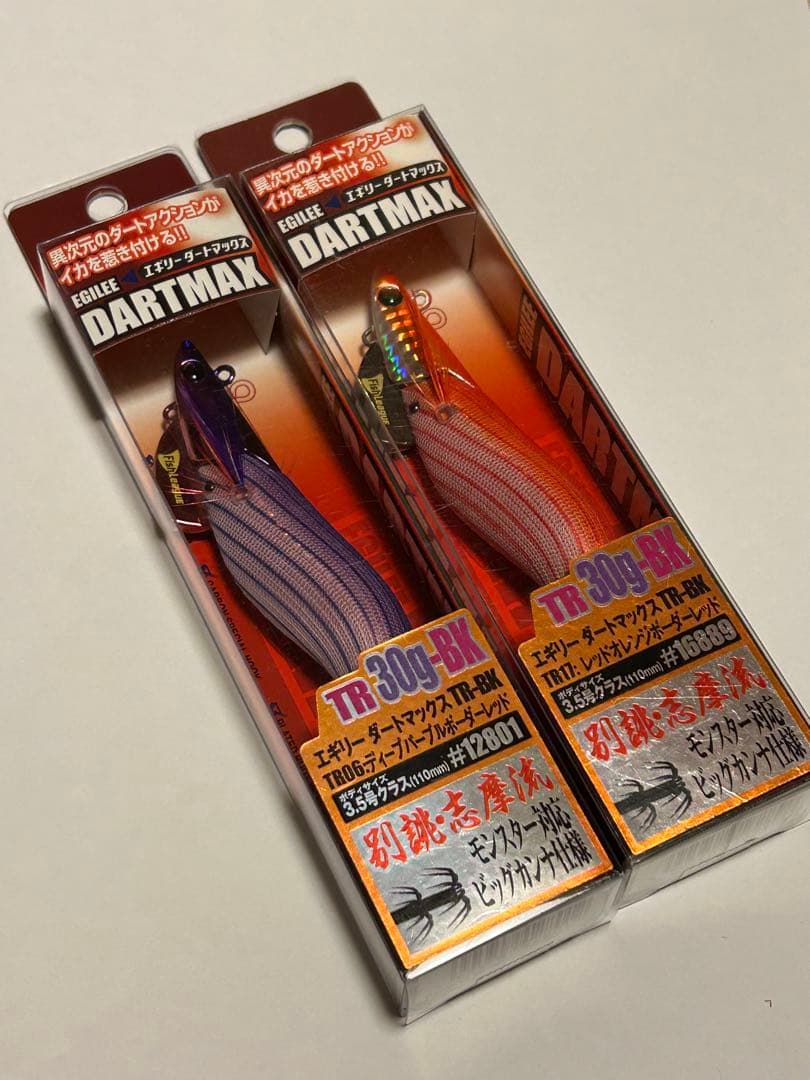 異次元のダートアクションが
イカを惹き付ける!!
EGILEE エギリーダートマックス
DARTMAX
FishLeague
TR 30g-BK
エギリー ダートマックス TR-BK
TR06:ディープパープルボーダーレッド
ボディサイズ
3.5号クラス(110mm) #12801
別誂・志摩流
モンスター対応
ビッグカンナ仕様
異次元のダートアクションが
イカを惹き付ける!!
EGILEE エギリーダートマックス
DARTMAX
FishLeague
TR 30g-BK
エギリー ダートマックス TR-BK
TR17:レッドオレンジボーダーレッド
ボディサイズ
3.5号クラス(110mm) #16889
別誂・志摩流
モンスター対応
ビッグカンナ仕様